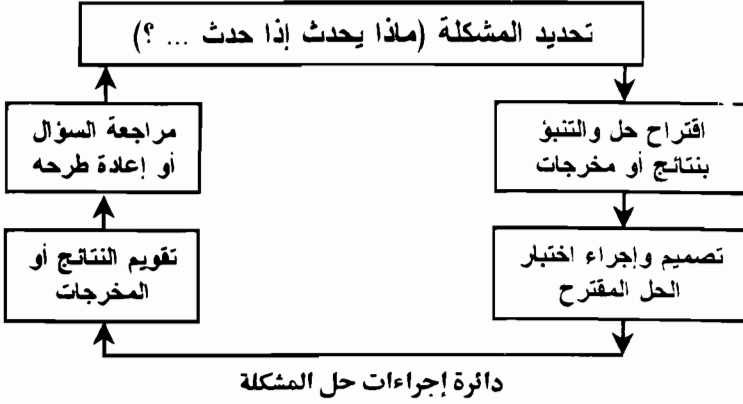 تحديد المشكلة (ماذا يحدث إذا حدث ... ؟)
اقتراح حل والتنبؤ
بنتائج أو مخرجات
تصميم وإجراء اختبار
الحل المقترح
تقويم النتائج أو
المخرجات
مراجعة السؤال
أو إعادة طرحه
دائرة إجراءات حل المشكلة